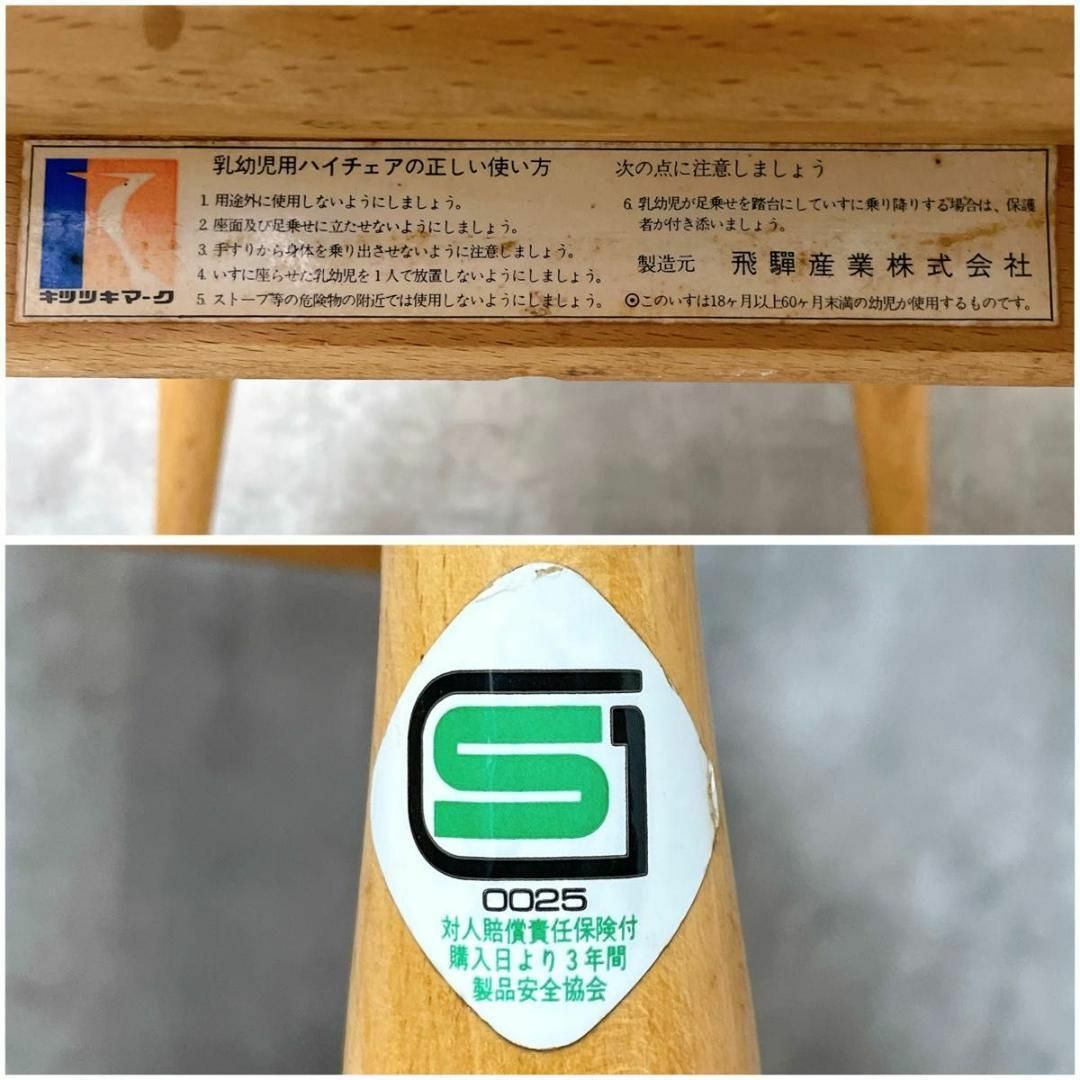 キツツキマーク
乳幼児用ハイチェアの正しい使い方
1. 用途外に使用しないようにしましょう。
2. 座面及び足乗せに立たせないようにしましょう。
3. 手すりから身体を乗り出させないように注意しましょう。
4. いすに座らせた乳幼児を1人で放置しないようにしましょう。
5. ストーブ等の危険物の附近では使用しないようにしましょう。
次の点に注意しましょう
6. 乳幼児が足乗せを踏台にしていすに乗り降りする場合は、保護
者が付き添いましょう。
製造元 飛驒産業株式会社
⦿このいすは18ヶ月以上60ヶ月末満の幼児が使用するものです。
SG
0025
対人賠償責任保険付
購入日より3年間
製品安全協会